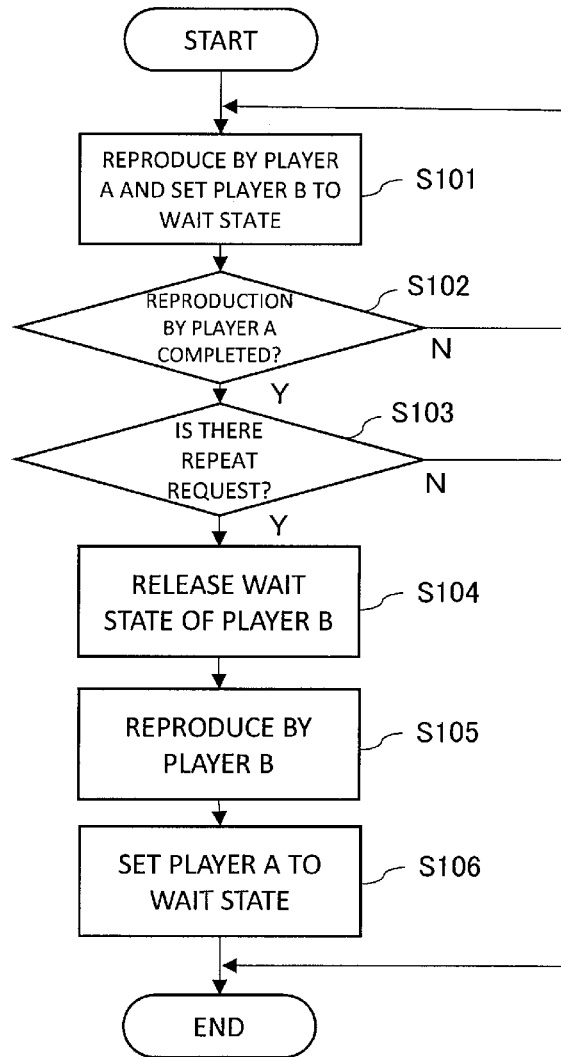 START
REPRODUCE BY PLAYER
A AND SET PLAYER B TO
WAIT STATE
S101
REPRODUCTION
BY PLAYER A
COMPLETED?
S102
N
Y
IS THERE
REPEAT
REQUEST?
S103
N
Y
RELEASE WAIT
STATE OF PLAYER B
S104
REPRODUCE BY
PLAYER B
S105
SET PLAYER A TO
WAIT STATE
S106
END